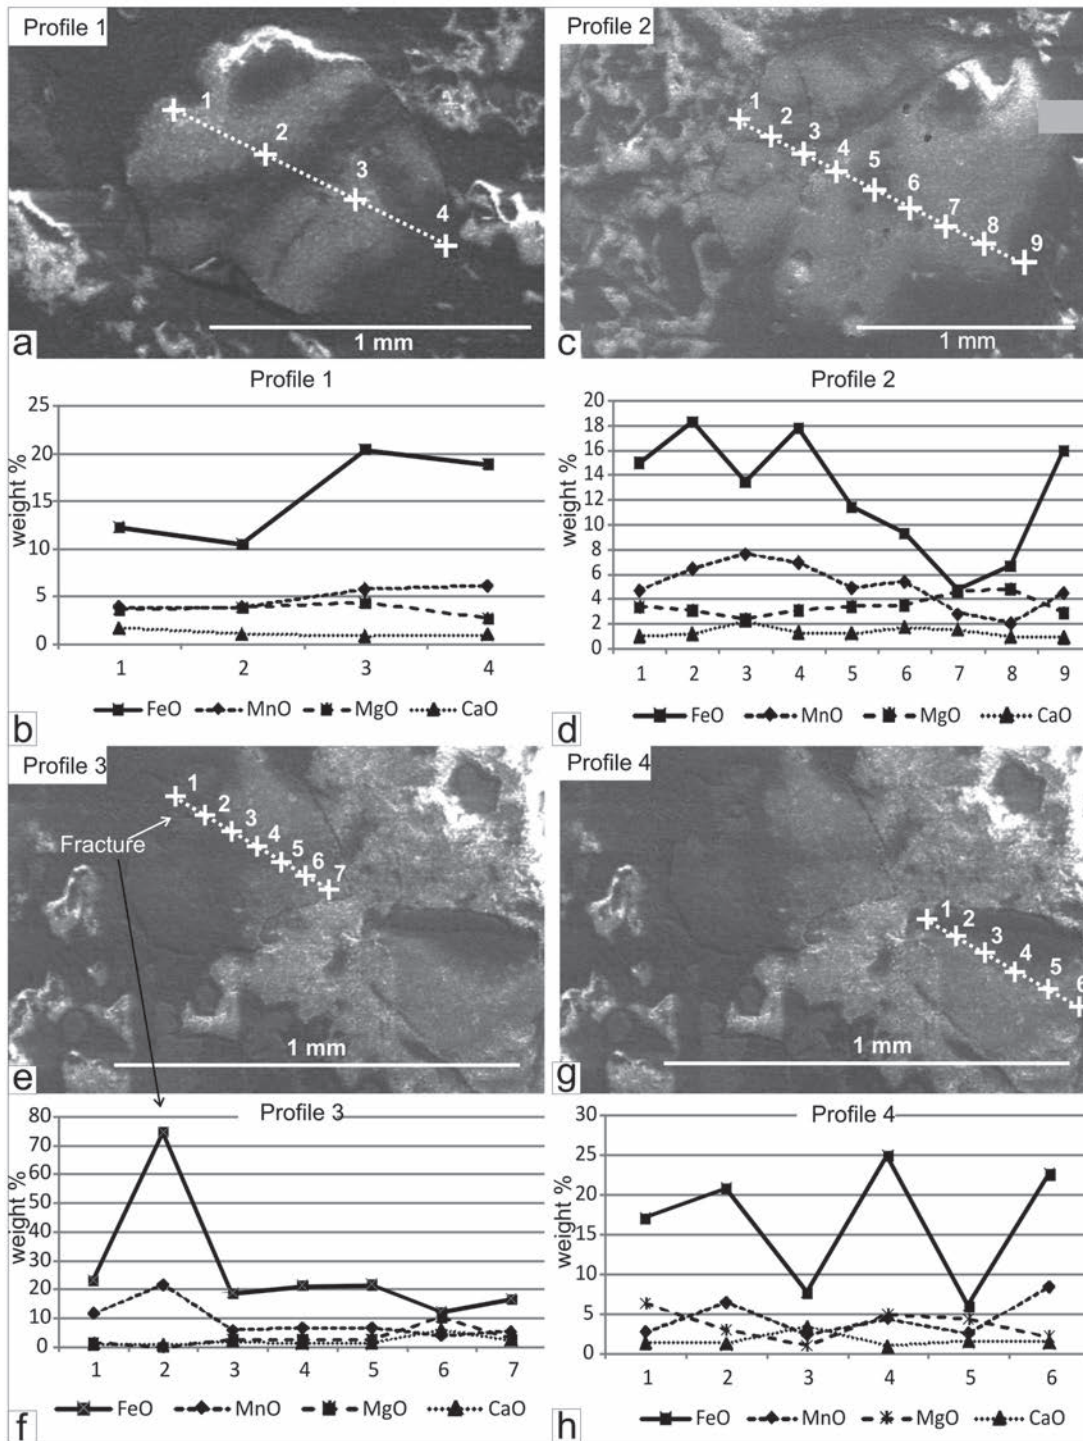 Profile 1
1
2
3
4
1 mm
a
Profile 2
1
2
3
4
5
6
7
8
9
1 mm
c
Profile 1
weight %
25
20
15
10
5
0
1 2 3 4
FeO MnO MgO CaO
b
Profile 2
weight %
20
18
16
14
12
10
8
6
4
2
0
1 2 3 4 5 6 7 8 9
FeO MnO MgO CaO
d
Profile 3
Fracture
1
2
3
4
5
6
7
1 mm
e
Profile 4
1
2
3
4
5
6
1 mm
g
Profile 3
weight %
80
70
60
50
40
30
20
10
0
1 2 3 4 5 6 7
FeO MnO MgO CaO
f
Profile 4
weight %
30
25
20
15
10
5
0
1 2 3 4 5 6
FeO MnO MgO CaO
h